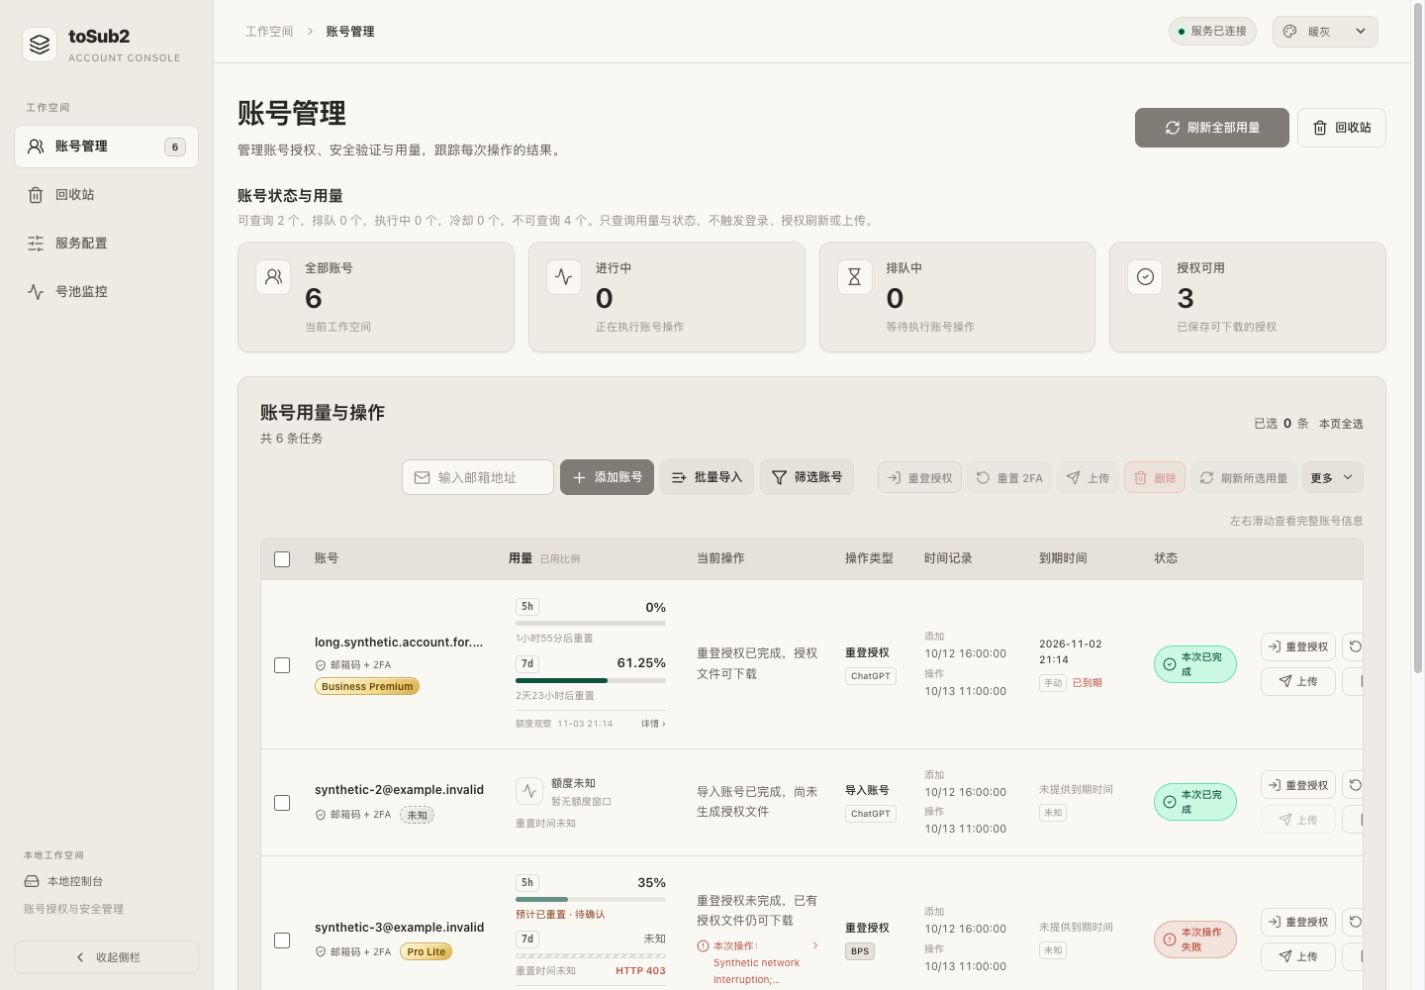 toSub2
ACCOUNT CONSOLE
工作空间
账号管理 6
回收站
服务配置
号池监控
本地工作空间
本地控制台
账号授权与安全管理
收起侧栏
工作空间 > 账号管理
服务已连接
暖灰
账号管理
管理账号授权、安全验证与用量，跟踪每次操作的结果。
刷新全部用量
回收站
账号状态与用量
可查询 2 个，排队 0 个，执行中 0 个，冷却 0 个，不可查询 4 个。只查询用量与状态，不触发登录、授权刷新或上传。
全部账号
6
当前工作空间
进行中
0
正在执行账号操作
排队中
0
等待执行账号操作
授权可用
3
已保存可下载的授权
账号用量与操作
共 6 条任务
已选 0 条 本页全选
输入邮箱地址
添加账号
批量导入
筛选账号
重登授权
重置 2FA
上传
删除
刷新所选用量
更多
左右滑动查看完整账号信息
账号 用量 已用比例 当前操作 操作类型 时间记录 到期时间 状态
long.synthetic.account.for....
邮箱码 + 2FA
Business Premium
5h 0%
1小时55分后重置
7d 61.25%
2天23小时后重置
额度观察 11-03 21:14 详情 ›
重登授权已完成，授权
文件可下载
重登授权
ChatGPT
添加
10/12 16:00:00
操作
10/13 11:00:00
2026-11-02
21:14
手动 已到期
本次已完
成
重登授权
上传
synthetic-2@example.invalid
邮箱码 + 2FA 未知
额度未知
暂无额度窗口
重置时间未知
导入账号已完成，尚未
生成授权文件
导入账号
ChatGPT
添加
10/12 16:00:00
操作
10/13 11:00:00
未提供到期时间
未知
本次已完
成
重登授权
上传
synthetic-3@example.invalid
邮箱码 + 2FA Pro Lite
5h 35%
预计已重置 · 待确认
7d 未知
重置时间未知 HTTP 403
重登授权未完成，已有
授权文件仍可下载
本次操作：
Synthetic network
interruption;...
重登授权
BPS
添加
10/12 16:00:00
操作
10/13 11:00:00
未提供到期时间
未知
本次操作
失败
重登授权
上传